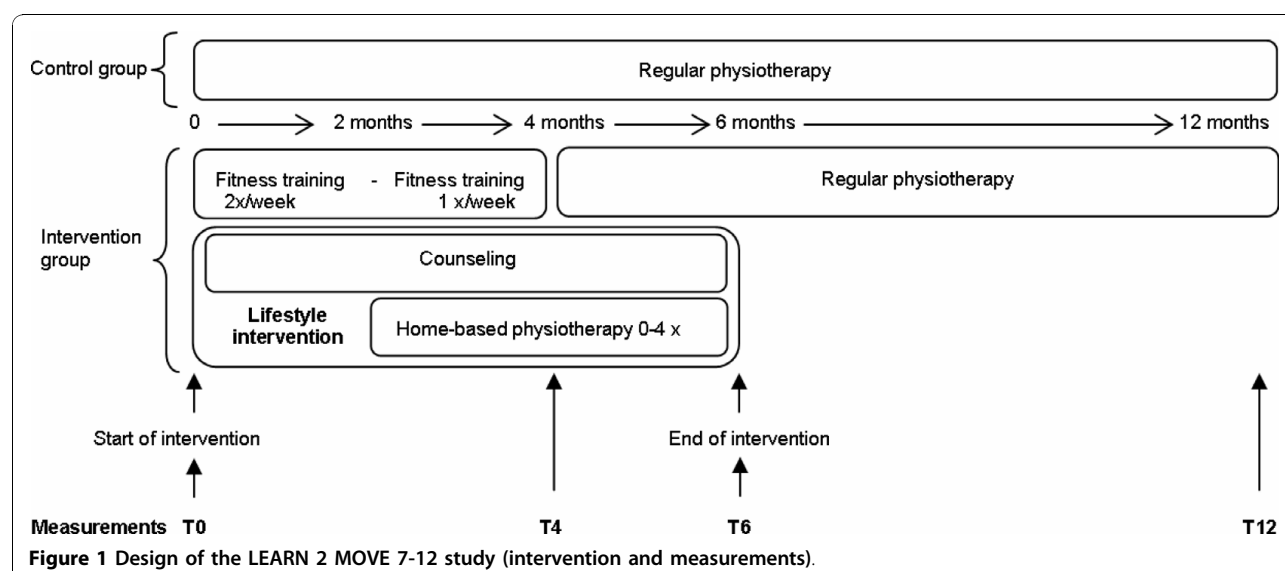 Control group
Regular physiotherapy
0 2 months 4 months 6 months 12 months
Fitness training - Fitness training
2x/week 1 x/week
Regular physiotherapy
Intervention
group
Counseling
Lifestyle
intervention
Home-based physiotherapy 0-4 x
Start of intervention End of intervention
Measurements T0 T4 T6 T12
Figure 1 Design of the LEARN 2 MOVE 7-12 study (intervention and measurements).